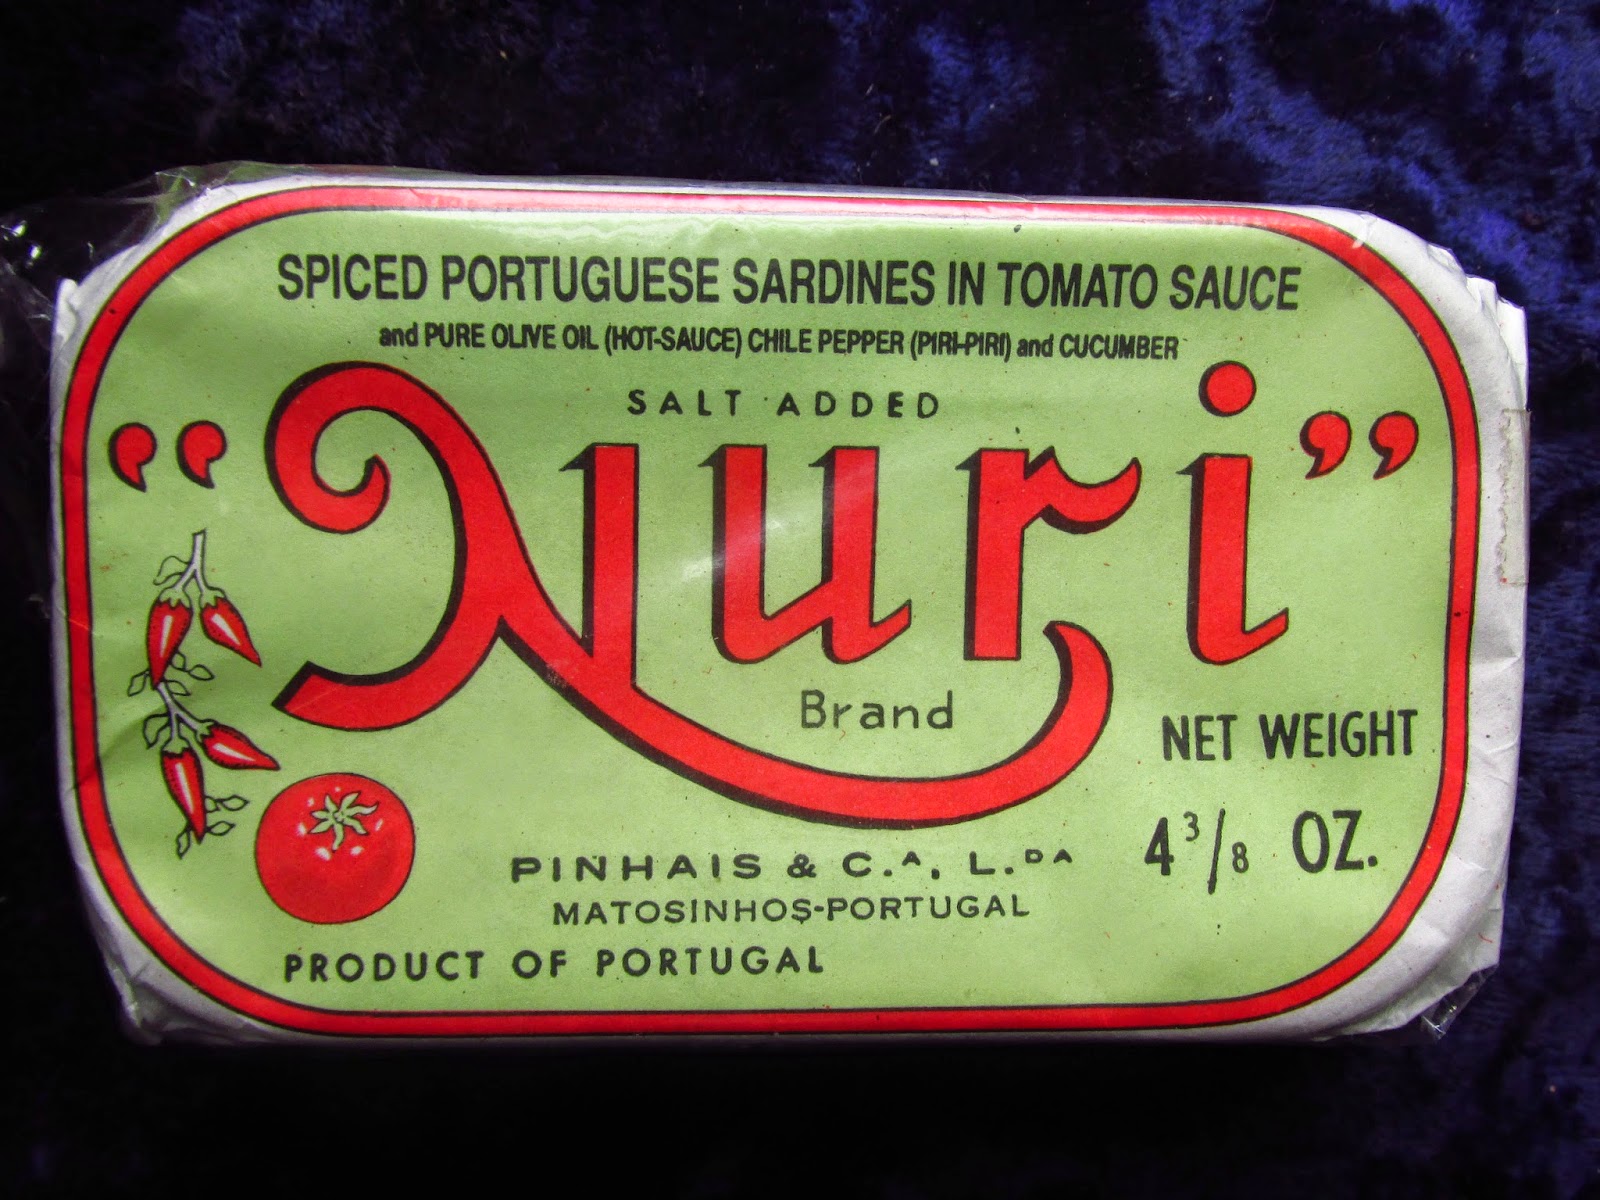 SPICED PORTUGUESE SARDINES IN TOMATO SAUCE
and PURE OLIVE OIL (HOT-SAUCE) CHILE PEPPER (PIRI-PIRI) and CUCUMBER
SALT ADDED
“Nuri”
Brand
NET WEIGHT
4 3/8 OZ.
PINHAIS & C.ᴬ, L.ᴰᴬ
MATOSINHOS-PORTUGAL
PRODUCT OF PORTUGAL